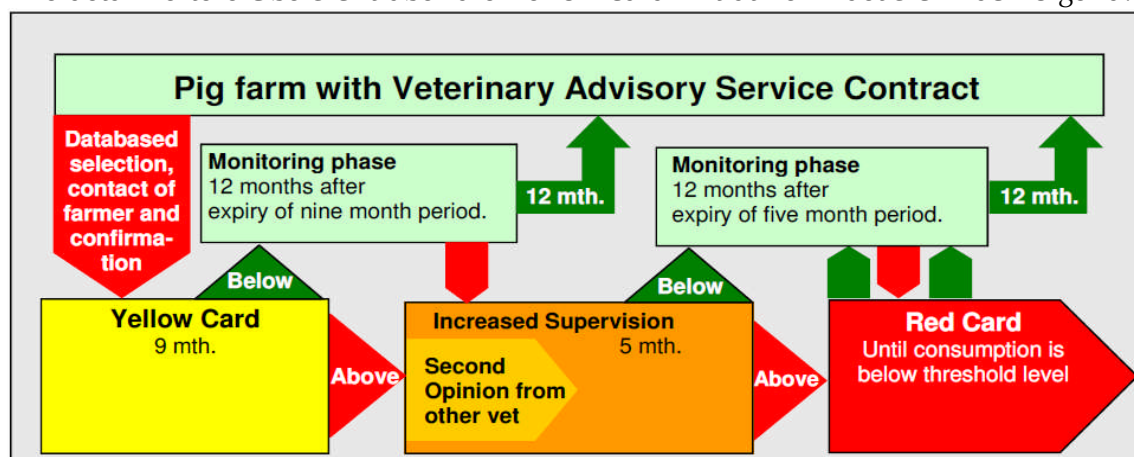 Pig farm with Veterinary Advisory Service Contract
Databased
selection,
contact of
farmer and
confirma-
tion
Monitoring phase
12 months after
expiry of nine month period.
12 mth.
Monitoring phase
12 months after
expiry of five month period.
12 mth.
Below
Below
Yellow Card
9 mth.
Above
Increased Supervision
5 mth.
Second
Opinion from
other vet
Above
Red Card
Until consumption is
below threshold level